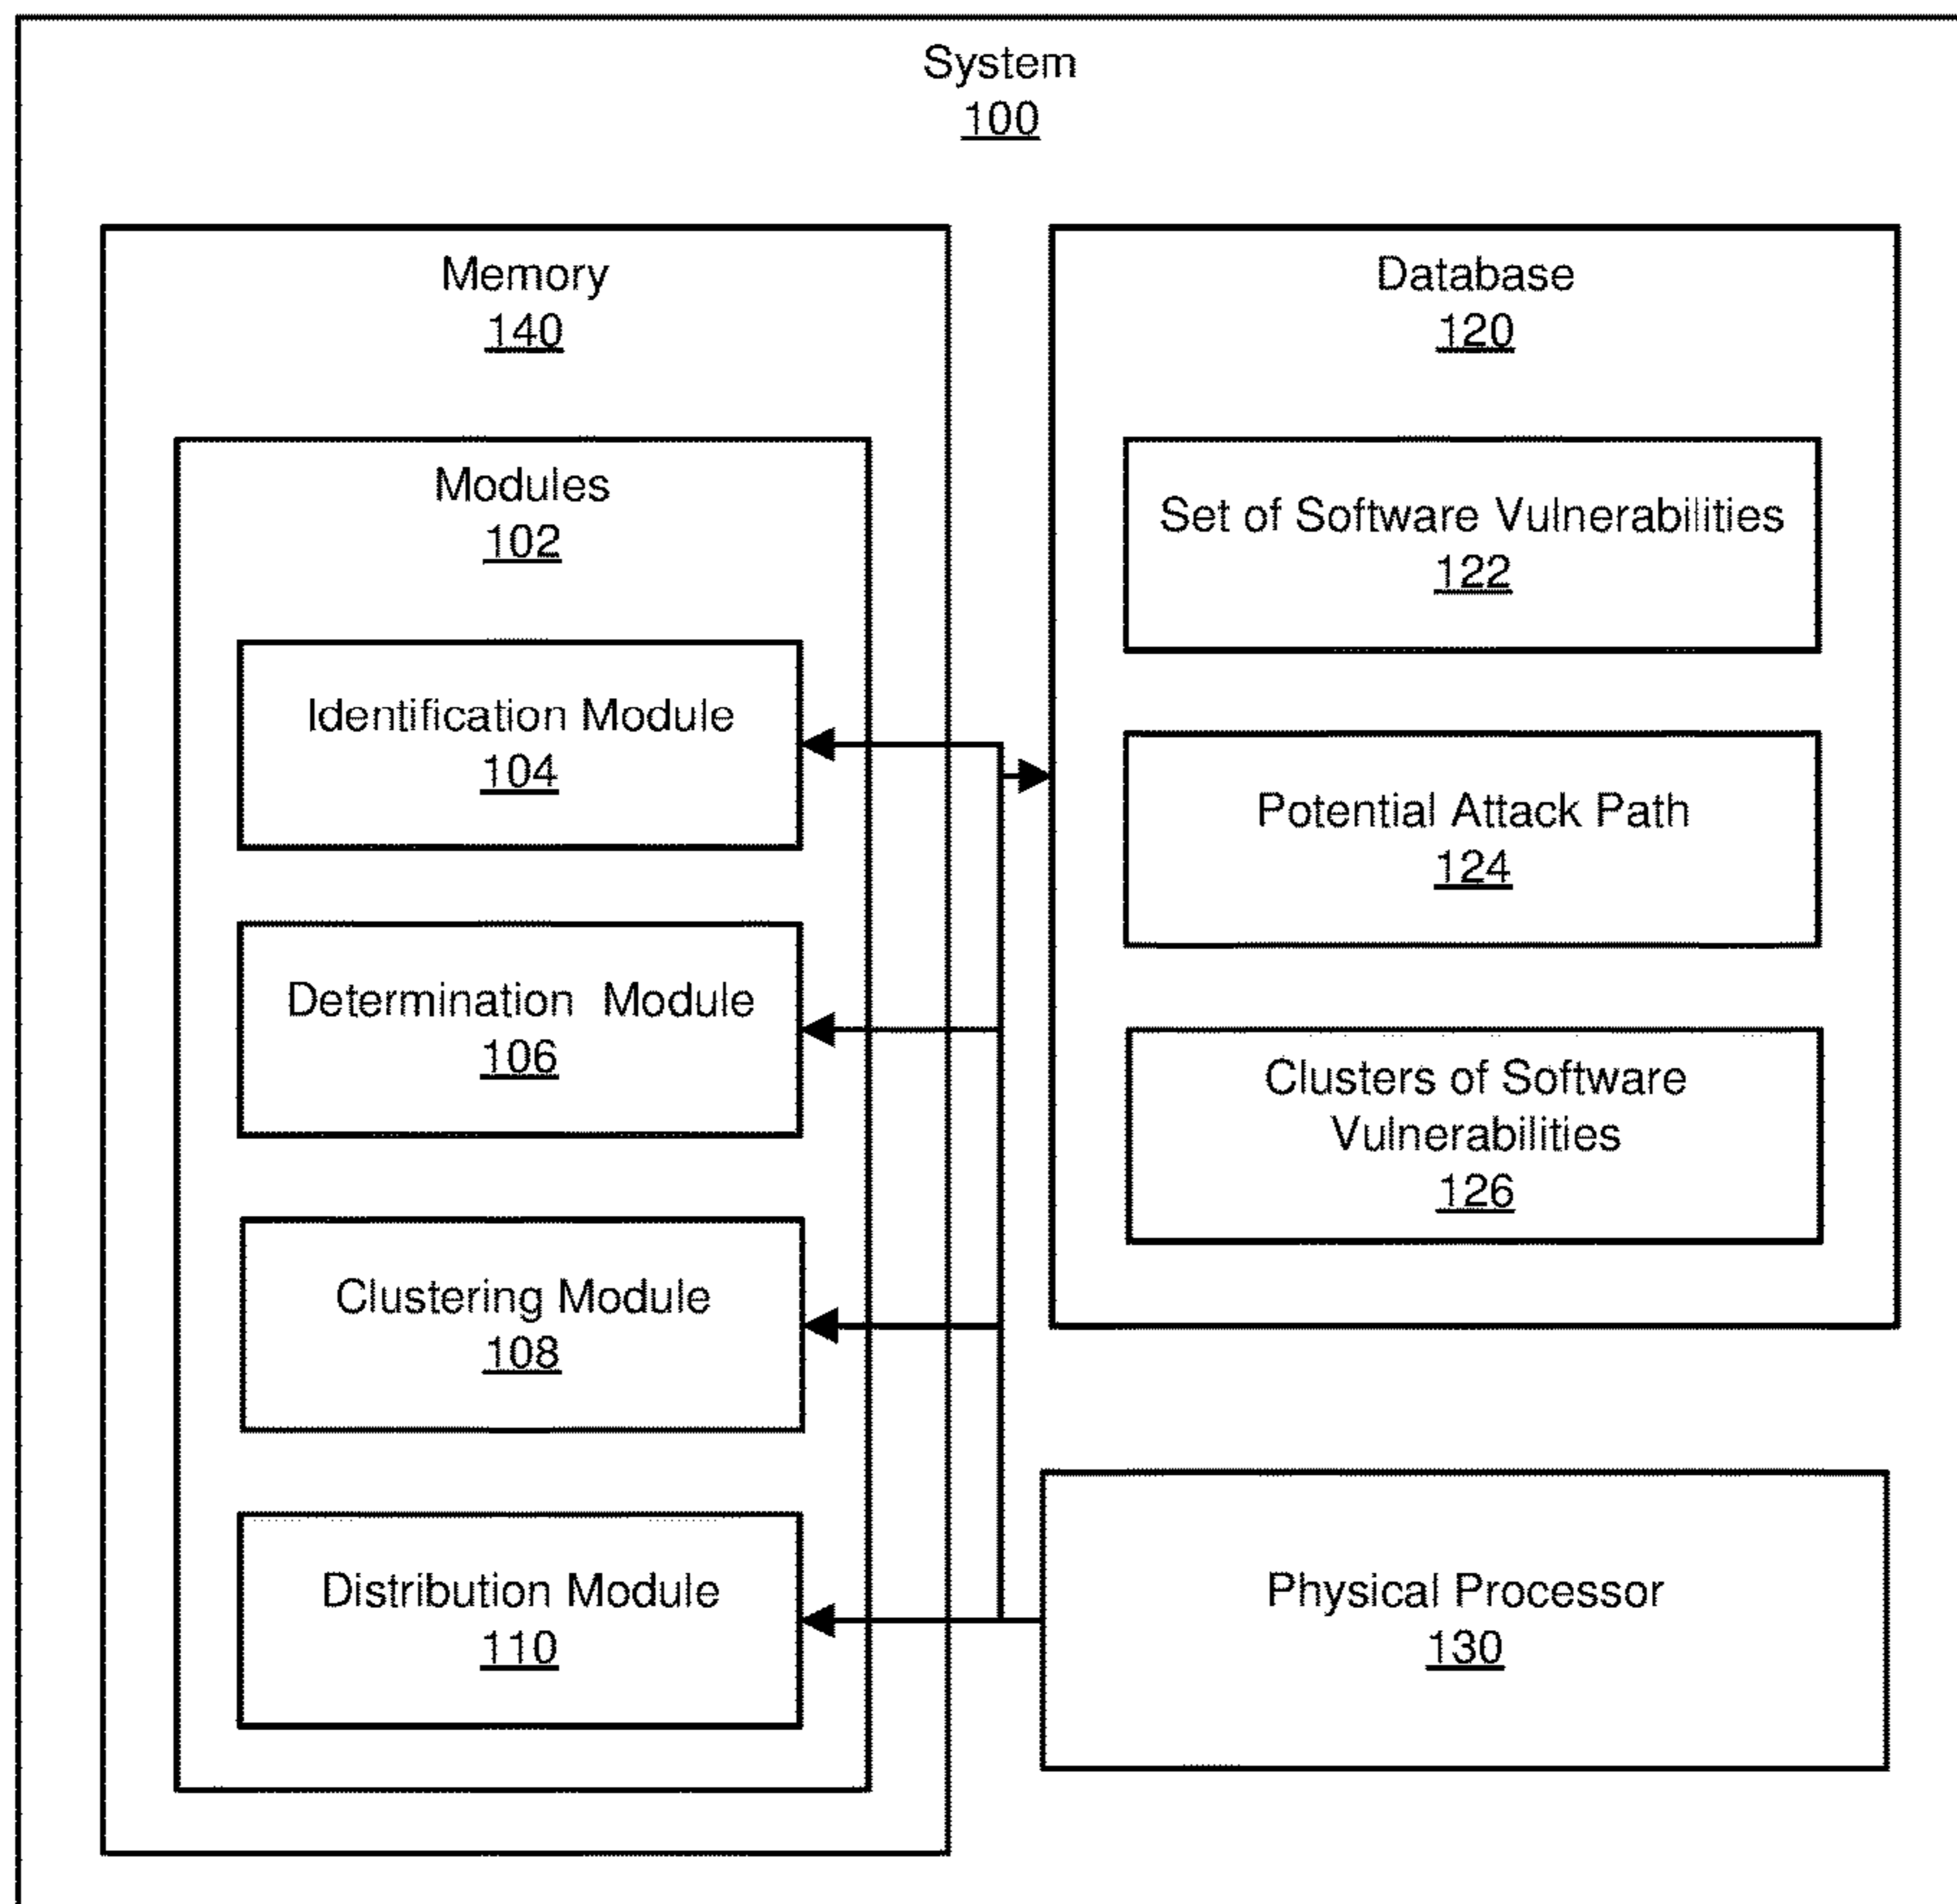 System
100
Memory
140
Modules
102
Identification Module
104
Determination Module
106
Clustering Module
108
Distribution Module
110
Database
120
Set of Software Vulnerabilities
122
Potential Attack Path
124
Clusters of Software
Vulnerabilities
126
Physical Processor
130